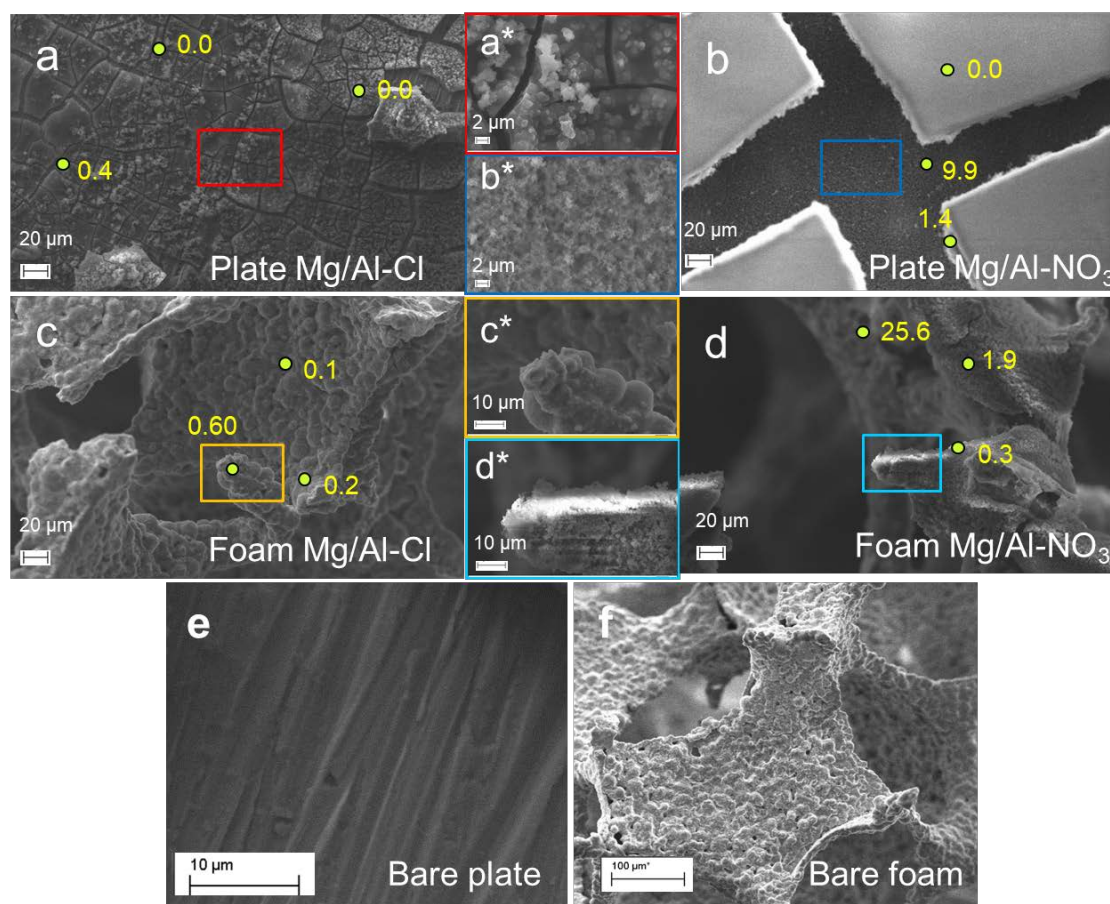 a
0.0
0.0
0.4
20 µm
Plate Mg/Al-Cl
a*
2 µm
b*
2 µm
b
0.0
9.9
1.4
20 µm
Plate Mg/Al-NO₃
c
0.1
0.60
0.2
20 µm
Foam Mg/Al-Cl
c*
10 µm
d*
10 µm
d
25.6
1.9
0.3
20 µm
Foam Mg/Al-NO₃
e
10 µm
Bare plate
f
100 µm*
Bare foam